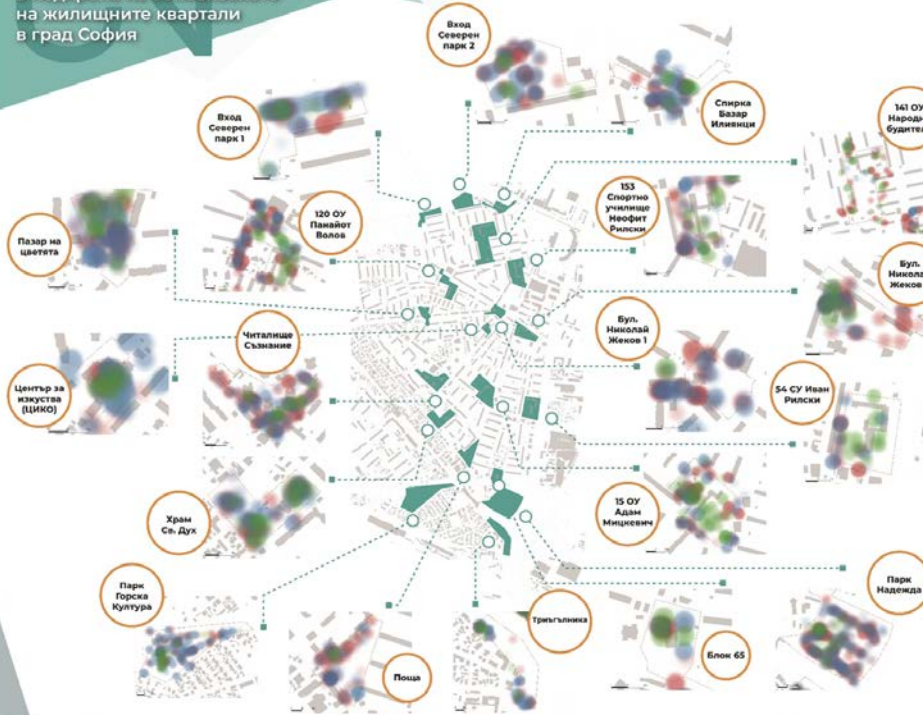 на жилищните квартали
в град София
Вход
Северен
парк 2
Вход
Северен
парк 1
Спирка
Базар
Илиянци
141 ОУ
Народн
будител
153
Спортно
училище
Неофит
Рилски
120 ОУ
Панайот
Волов
Пазар на
цветята
Бул.
Никола
Жеков
Бул.
Николай
Жеков 1
Читалище
Съзнание
Център за
изкуства
(ЦИКО)
54 СУ Иван
Рилски
15 ОУ
Адам
Мицкевич
Храм
Св. Дух
Парк
Горска
Култура
Парк
Надежда
Триъгълника
Поща
Блок 65